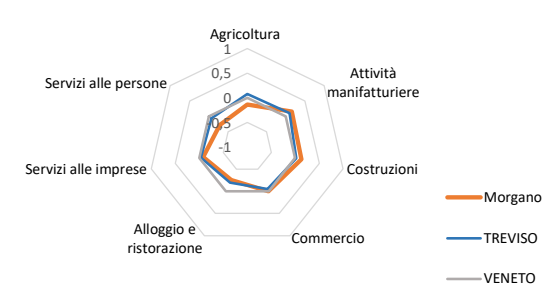 Agricoltura
1
0,5
0
-0,5
-1
Attività
manifatturiere
Costruzioni
Commercio
Alloggio e
ristorazione
Servizi alle imprese
Servizi alle persone
Morgano
TREVISO
VENETO